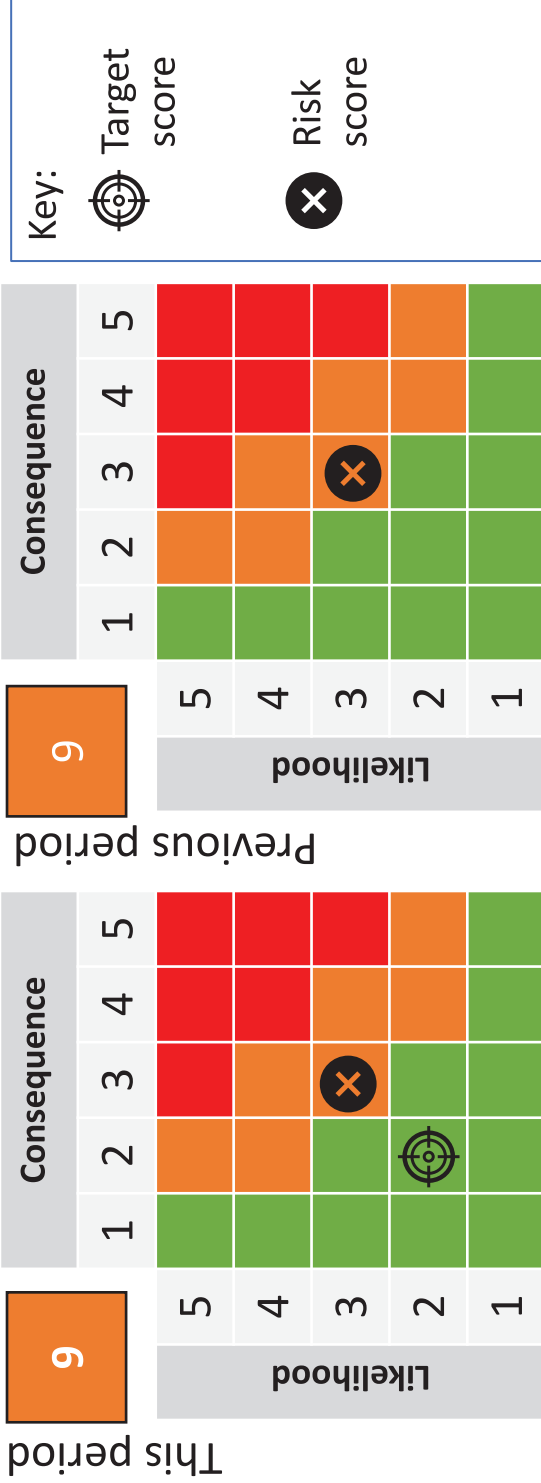 This period
9
Consequence
1 2 3 4 5
Likelihood
5
4
3
2
1
Previous period
9
Consequence
1 2 3 4 5
Likelihood
5
4
3
2
1
Key:
Target
score
Risk
score